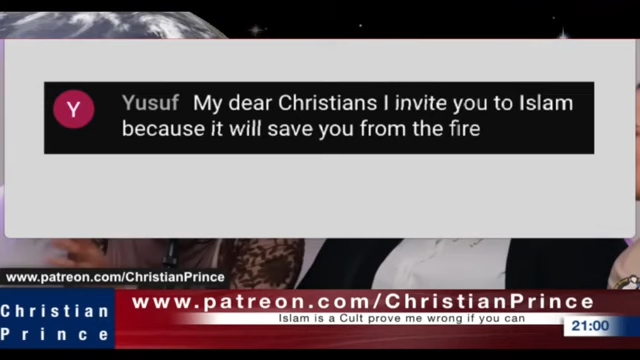 Y Yusuf My dear Christians I invite you to Islam
because it will save you from the fire
www.patreon.com/ChristianPrince
Christian
Prince
www.patreon.com/ChristianPrince
Islam is a Cult prove me wrong if you can
21:00